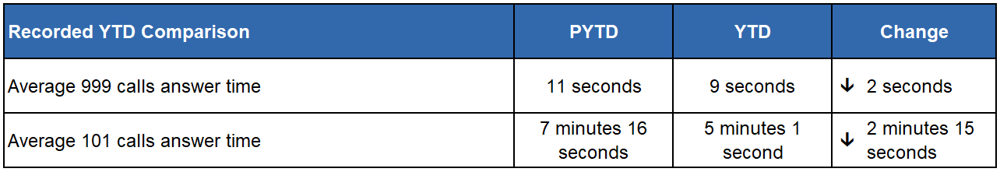 Recorded YTD Comparison PYTD YTD Change
Average 999 calls answer time 11 seconds 9 seconds ↓ 2 seconds
Average 101 calls answer time 7 minutes 16 seconds 5 minutes 1 second ↓ 2 minutes 15 seconds